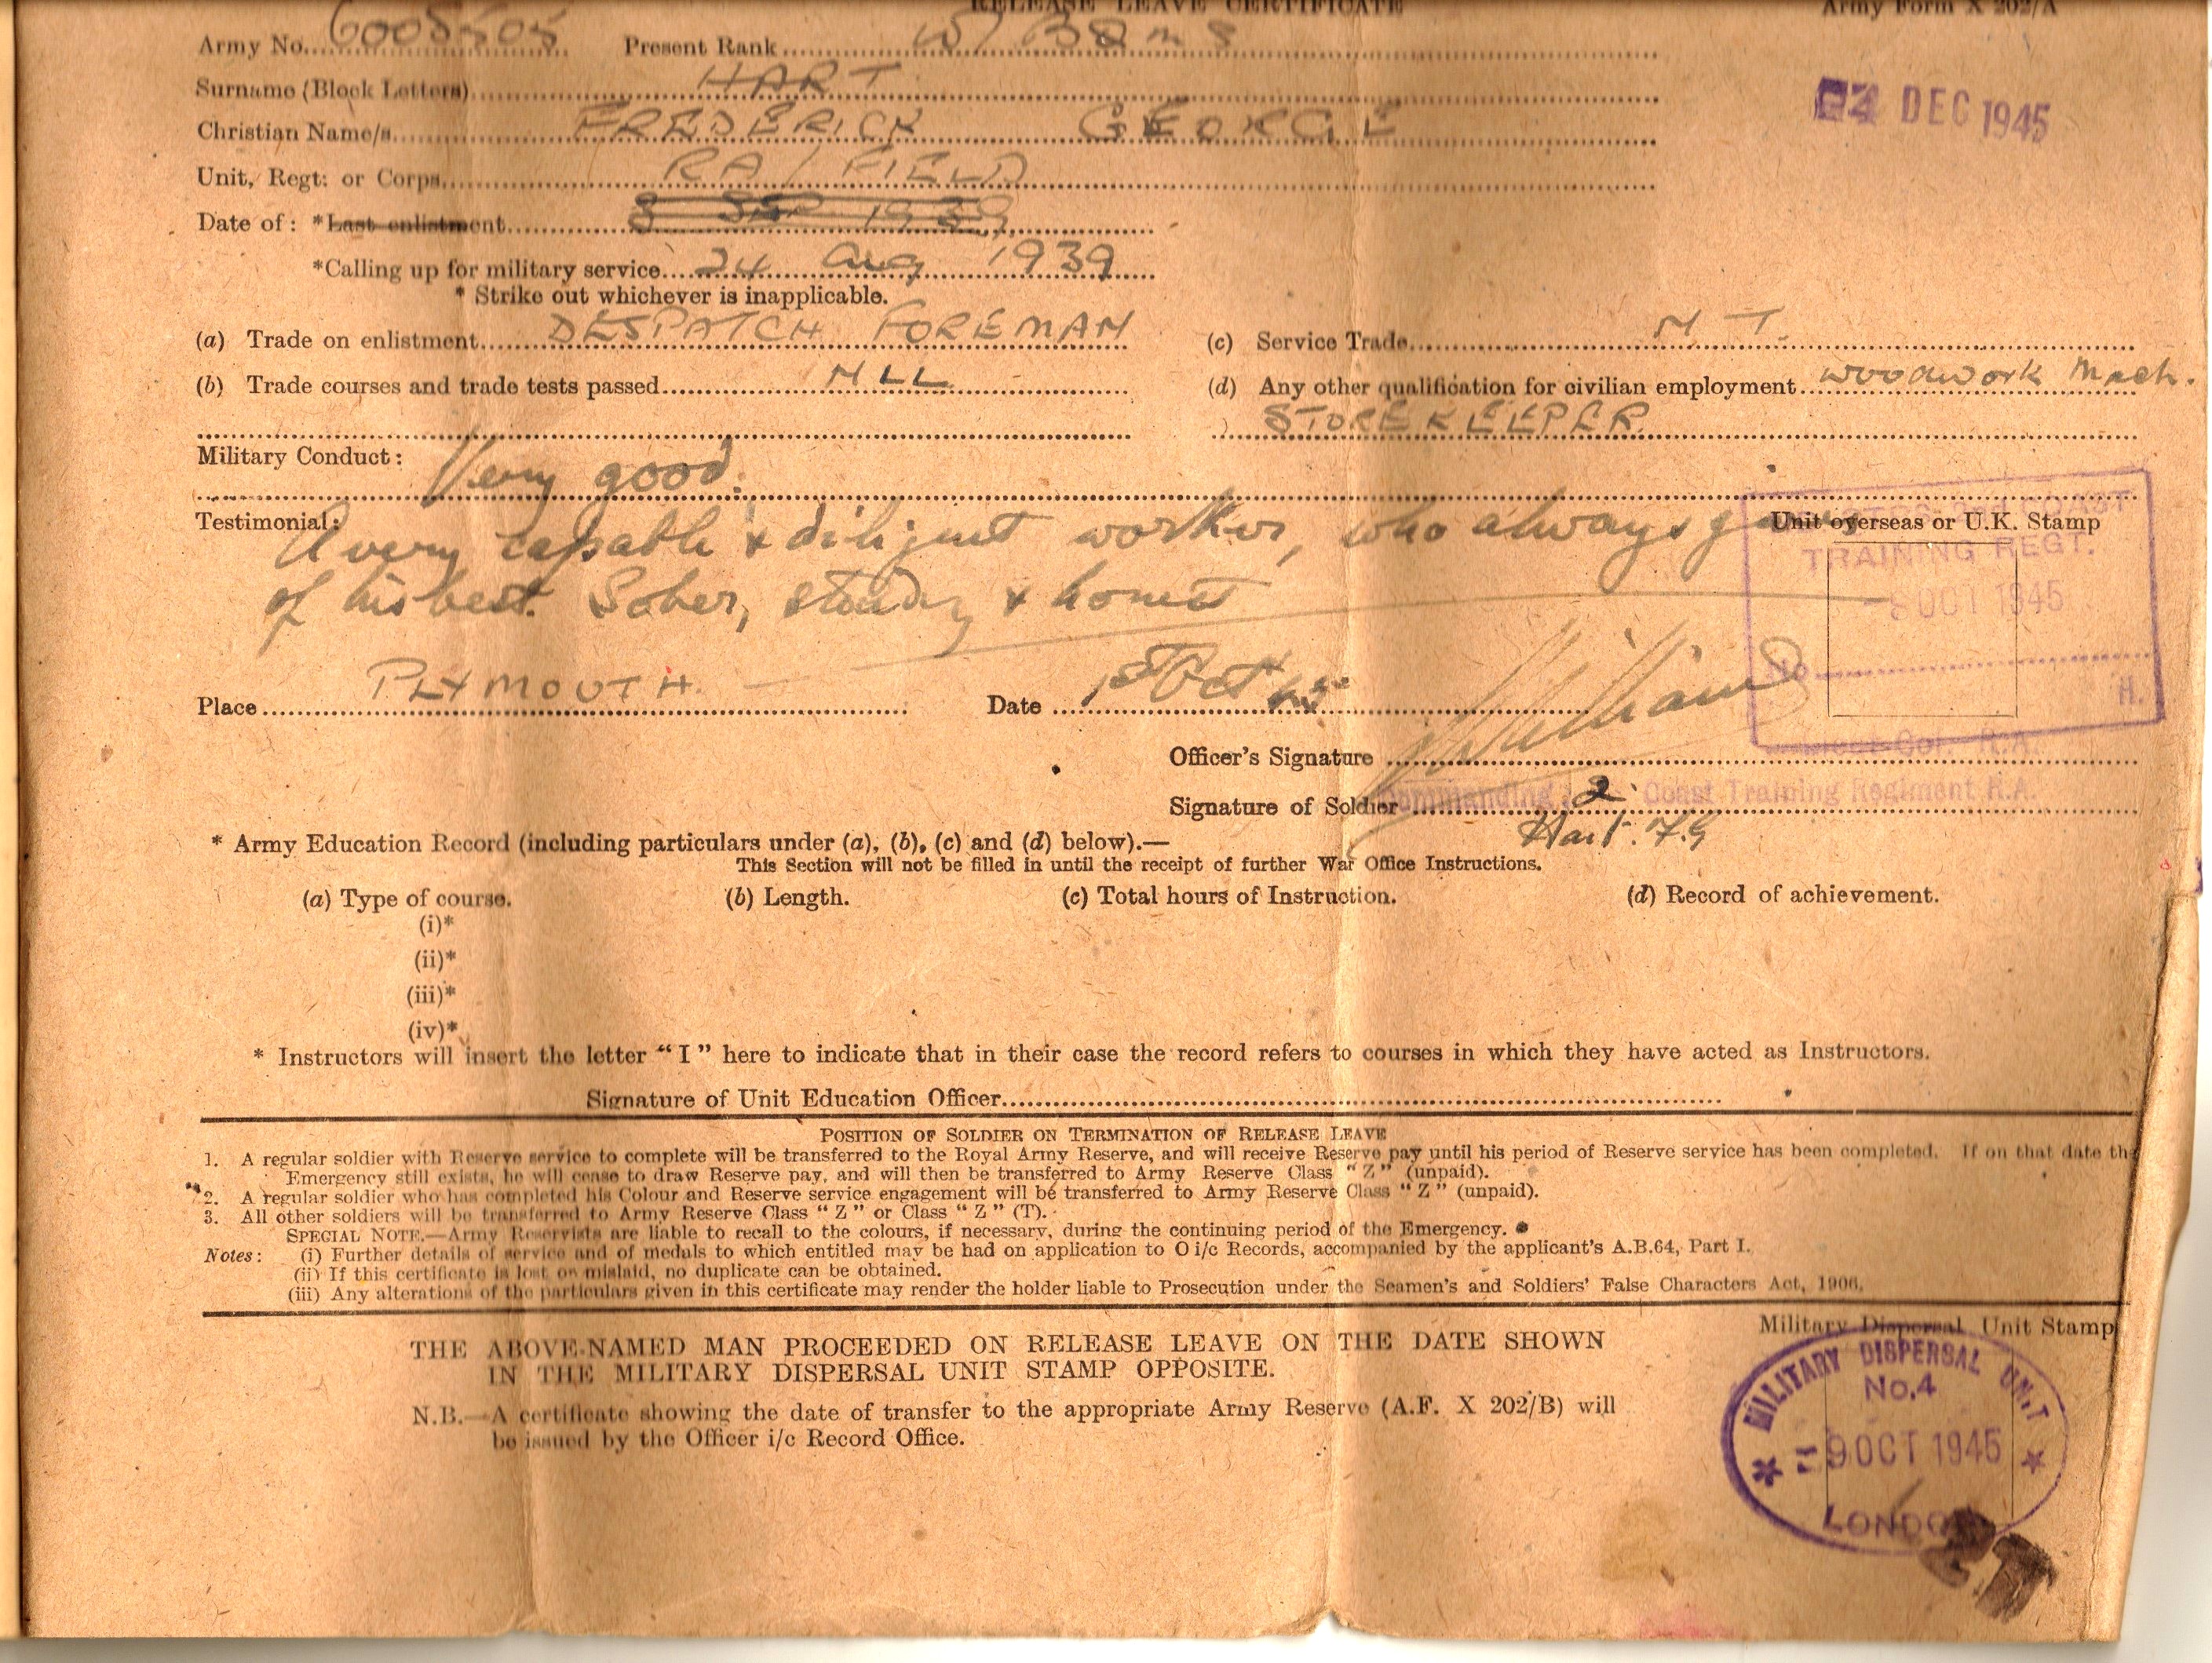 RELEASE LEAVE CERTIFICATE Army Form X 202/A
Army No. 6005505 Present Rank W/
Surname (Block Letters) HART
DEC 1945
Christian Name/s FREDERICK GEORGE
Unit, Regt: or Corps RA/FIELD
Date of: *Last enlistment 3 SEP 1939
*Calling up for military service 24 Aug 1939
* Strike out whichever is inapplicable.
(a) Trade on enlistment DESPATCH FOREMAN (c) Service Trade
(b) Trade courses and trade tests passed (d) Any other qualification for civilian employment Woodwork Mach.
STOREKEEPER.
Military Conduct: Very good.
Testimonial: A very capable & diligent worker, who always
of his best. Sober, steady & honest
Unit overseas or U.K. Stamp
COAST
TRAINING REGT.
OCT 1945
No
H.
Place PLYMOUTH. Date Oct 45
Officer's Signature
Lieut-Col. R.A.
Signature of Soldier Commanding Coast Training Regiment R.A.
Hart. F.G
* Army Education Record (including particulars under (a), (b), (c) and (d) below).—
This Section will not be filled in until the receipt of further War Office Instructions.
(a) Type of course. (b) Length. (c) Total hours of Instruction. (d) Record of achievement.
(i)*
(ii)*
(iii)*
(iv)*
* Instructors will insert the letter "I" here to indicate that in their case the record refers to courses in which they have acted as Instructors.
Signature of Unit Education Officer
POSITION OF SOLDIER ON TERMINATION OF RELEASE LEAVE
1. A regular soldier with Reserve service to complete will be transferred to the Royal Army Reserve, and will receive Reserve pay until his period of Reserve service has been completed. If on that date th
Emergency still exists, he will cease to draw Reserve pay, and will then be transferred to Army Reserve Class "Z" (unpaid).
2. A regular soldier who has completed his Colour and Reserve service engagement will be transferred to Army Reserve Class "Z" (unpaid).
3. All other soldiers will be transferred to Army Reserve Class "Z" or Class "Z" (T).
SPECIAL NOTE.—Army Reservists are liable to recall to the colours, if necessary, during the continuing period of the Emergency.
Notes: (i) Further details of service and of medals to which entitled may be had on application to O i/c Records, accompanied by the applicant's A.B.64, Part I.
(ii) If this certificate is lost or mislaid, no duplicate can be obtained.
(iii) Any alterations of the particulars given in this certificate may render the holder liable to Prosecution under the Seamen's and Soldiers' False Characters Act, 1906.
THE ABOVE-NAMED MAN PROCEEDED ON RELEASE LEAVE ON THE DATE SHOWN
IN THE MILITARY DISPERSAL UNIT STAMP OPPOSITE.
N.B.—A certificate showing the date of transfer to the appropriate Army Reserve (A.F. X 202/B) will
be issued by the Officer i/c Record Office.
Military Dispersal Unit Stamp
MILITARY DISPERSAL UNIT
No.4
9 OCT 1945
LONDON